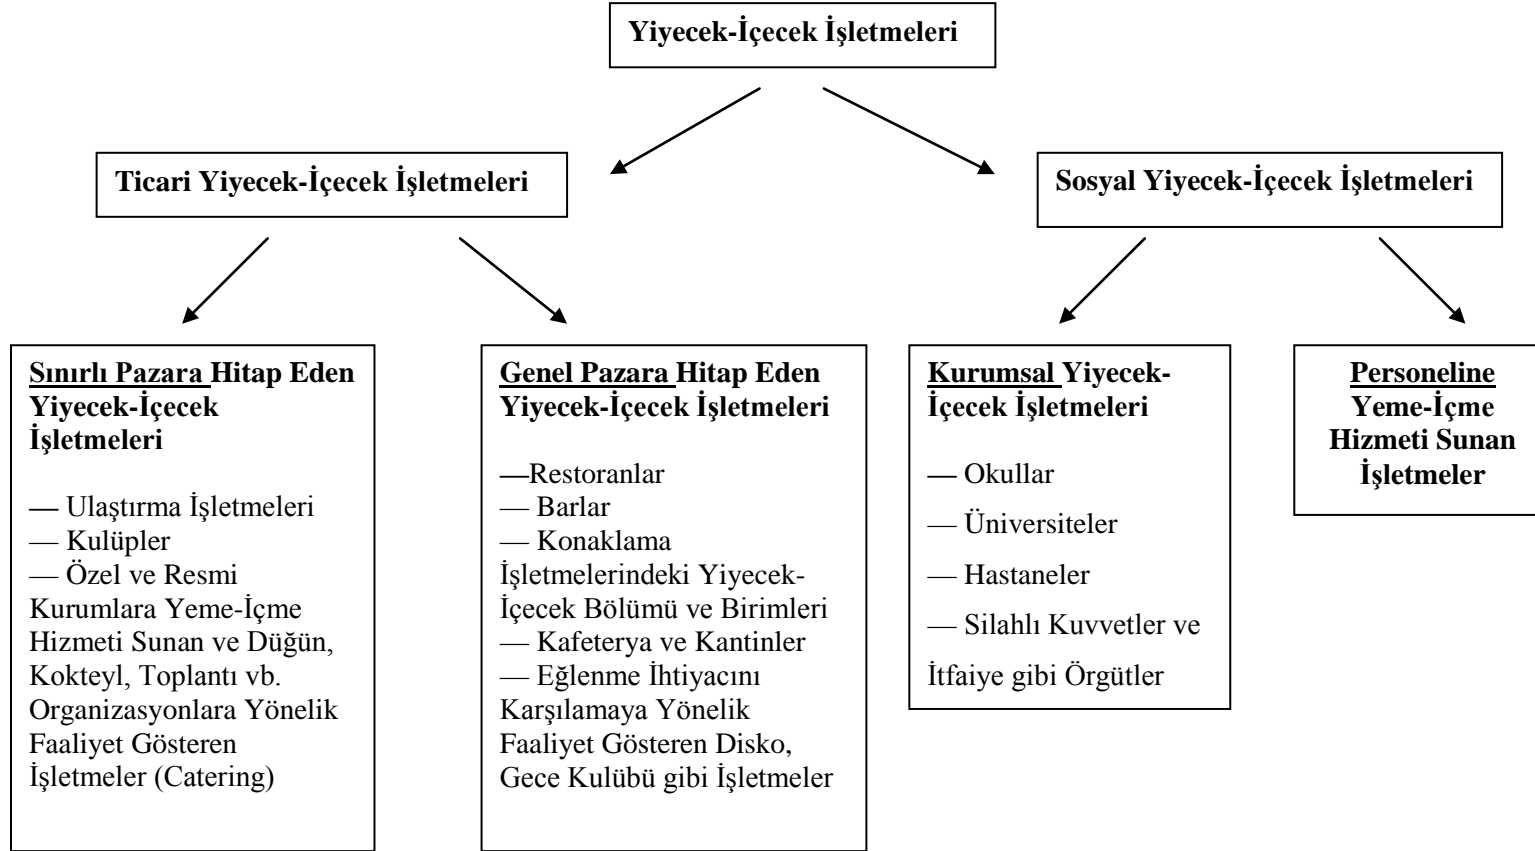 Yiyecek-İçecek İşletmeleri
Ticari Yiyecek-İçecek İşletmeleri
Sosyal Yiyecek-İçecek İşletmeleri
Sınırlı Pazara Hitap Eden
Yiyecek-İçecek
İşletmeleri
— Ulaştırma İşletmeleri
— Kulüpler
— Özel ve Resmi
Kurumlara Yeme-İçme
Hizmeti Sunan ve Düğün,
Kokteyl, Toplantı vb.
Organizasyonlara Yönelik
Faaliyet Gösteren
İşletmeler (Catering)
Genel Pazara Hitap Eden
Yiyecek-İçecek İşletmeleri
—Restoranlar
— Barlar
— Konaklama
İşletmelerindeki Yiyecek-
İçecek Bölümü ve Birimleri
— Kafeterya ve Kantinler
— Eğlenme İhtiyacını
Karşılamaya Yönelik
Faaliyet Gösteren Disko,
Gece Kulübü gibi İşletmeler
Kurumsal Yiyecek-
İçecek İşletmeleri
— Okullar
— Üniversiteler
— Hastaneler
— Silahlı Kuvvetler ve
İtfaiye gibi Örgütler
Personeline
Yeme-İçme
Hizmeti Sunan
İşletmeler